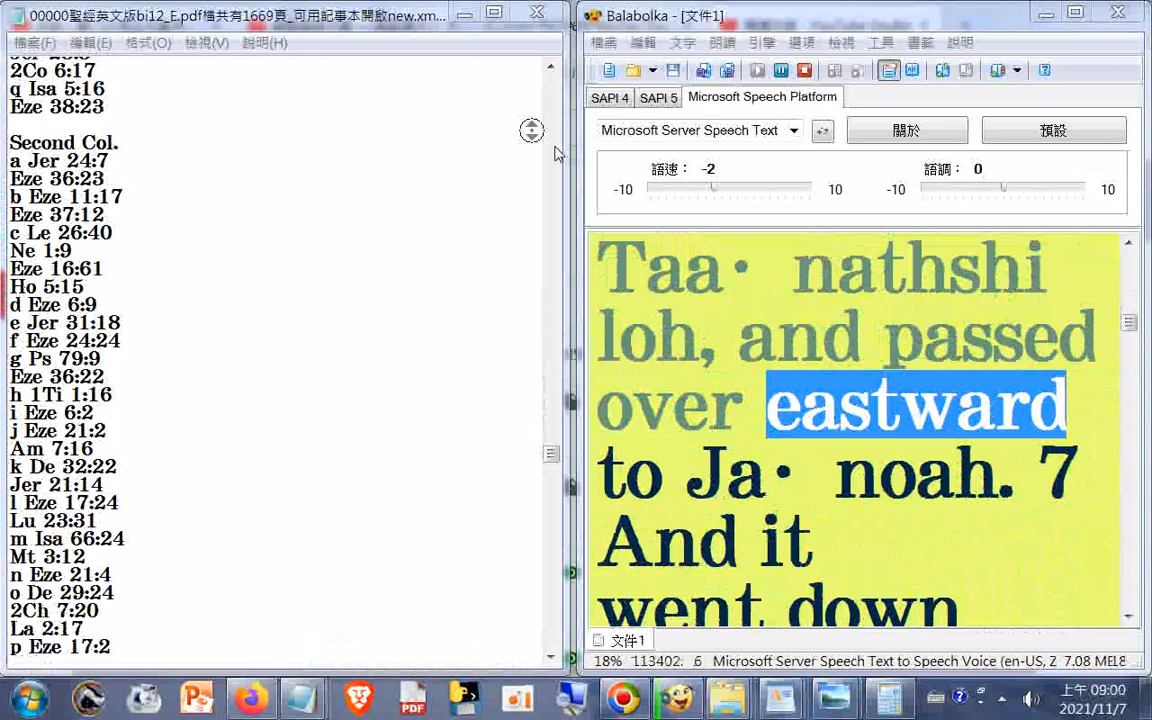 00000聖經英文版bi12_E.pdf檔共有1669頁_可用記事本開啟new.xm...
檔案(F) 編輯(E) 格式(O) 檢視(V) 說明(H)
2Co 6:17
q Isa 5:16
Eze 38:23
Second Col.
a Jer 24:7
Eze 36:23
b Eze 11:17
Eze 37:12
c Le 26:40
Ne 1:9
Eze 16:61
Ho 5:15
d Eze 6:9
e Jer 31:18
f Eze 24:24
g Ps 79:9
Eze 36:22
h 1Ti 1:16
i Eze 6:2
j Eze 21:2
Am 7:16
k De 32:22
Jer 21:14
l Eze 17:24
Lu 23:31
m Isa 66:24
Mt 3:12
n Eze 21:4
o De 29:24
2Ch 7:20
La 2:17
p Eze 17:2
Balabolka - [文件1]
檔案 編輯 文字 朗讀 引擎 選項 檢視 工具 書籤 說明
SAPI 4 SAPI 5 Microsoft Speech Platform
Microsoft Server Speech Text 關於 預設
語速： -2 語調： 0
-10 10 -10 10
Taa· nathshi
loh, and passed
over eastward
to Ja· noah. 7
And it
went down
文件1
18% 113402: 6 Microsoft Server Speech Text to Speech Voice (en-US, Z 7.08 МЕБ
上午 09:00
2021/11/7